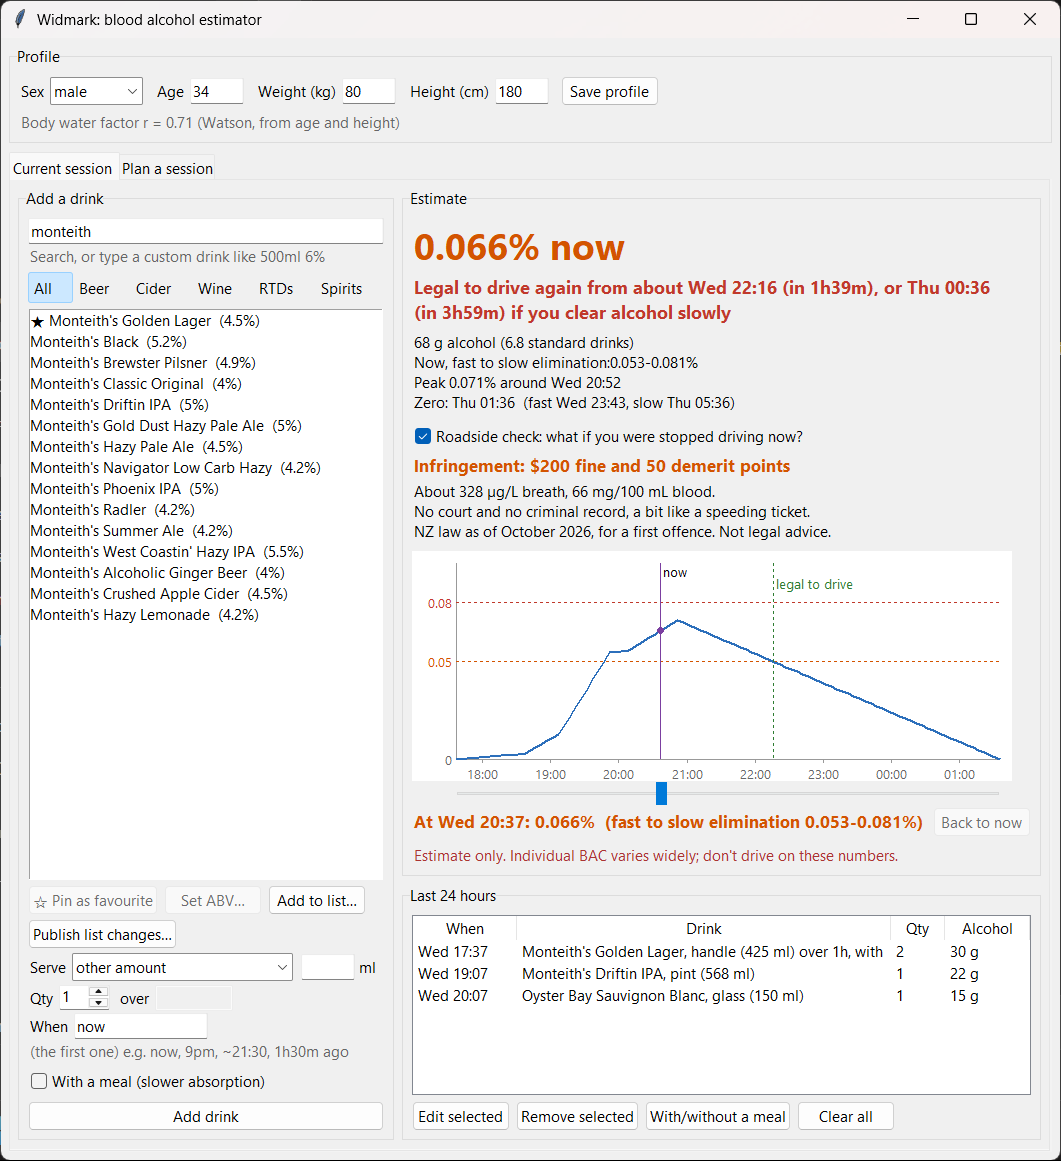 Widmark: blood alcohol estimator
Profile
Sex male Age 34 Weight (kg) 80 Height (cm) 180 Save profile
Body water factor r = 0.71 (Watson, from age and height)
Current session Plan a session
Add a drink
monteith
Search, or type a custom drink like 500ml 6%
All Beer Cider Wine RTDs Spirits
★ Monteith's Golden Lager (4.5%)
Monteith's Black (5.2%)
Monteith's Brewster Pilsner (4.9%)
Monteith's Classic Original (4%)
Monteith's Driftin IPA (5%)
Monteith's Gold Dust Hazy Pale Ale (5%)
Monteith's Hazy Pale Ale (4.5%)
Monteith's Navigator Low Carb Hazy (4.2%)
Monteith's Phoenix IPA (5%)
Monteith's Radler (4.2%)
Monteith's Summer Ale (4.2%)
Monteith's West Coastin' Hazy IPA (5.5%)
Monteith's Alcoholic Ginger Beer (4%)
Monteith's Crushed Apple Cider (4.5%)
Monteith's Hazy Lemonade (4.2%)
☆ Pin as favourite Set ABV... Add to list...
Publish list changes...
Serve other amount ml
Qty 1 over
When now
(the first one) e.g. now, 9pm, ~21:30, 1h30m ago
With a meal (slower absorption)
Add drink
Estimate
0.066% now
Legal to drive again from about Wed 22:16 (in 1h39m), or Thu 00:36
(in 3h59m) if you clear alcohol slowly
68 g alcohol (6.8 standard drinks)
Now, fast to slow elimination:0.053-0.081%
Peak 0.071% around Wed 20:52
Zero: Thu 01:36 (fast Wed 23:43, slow Thu 05:36)
Roadside check: what if you were stopped driving now?
Infringement: $200 fine and 50 demerit points
About 328 µg/L breath, 66 mg/100 mL blood.
No court and no criminal record, a bit like a speeding ticket.
NZ law as of October 2026, for a first offence. Not legal advice.
now
legal to drive
0.08
0.05
0
18:00 19:00 20:00 21:00 22:00 23:00 00:00 01:00
At Wed 20:37: 0.066% (fast to slow elimination 0.053-0.081%) Back to now
Estimate only. Individual BAC varies widely; don't drive on these numbers.
Last 24 hours
When Drink Qty Alcohol
Wed 17:37 Monteith's Golden Lager, handle (425 ml) over 1h, with 2 30 g
Wed 19:07 Monteith's Driftin IPA, pint (568 ml) 1 22 g
Wed 20:07 Oyster Bay Sauvignon Blanc, glass (150 ml) 1 15 g
Edit selected Remove selected With/without a meal Clear all